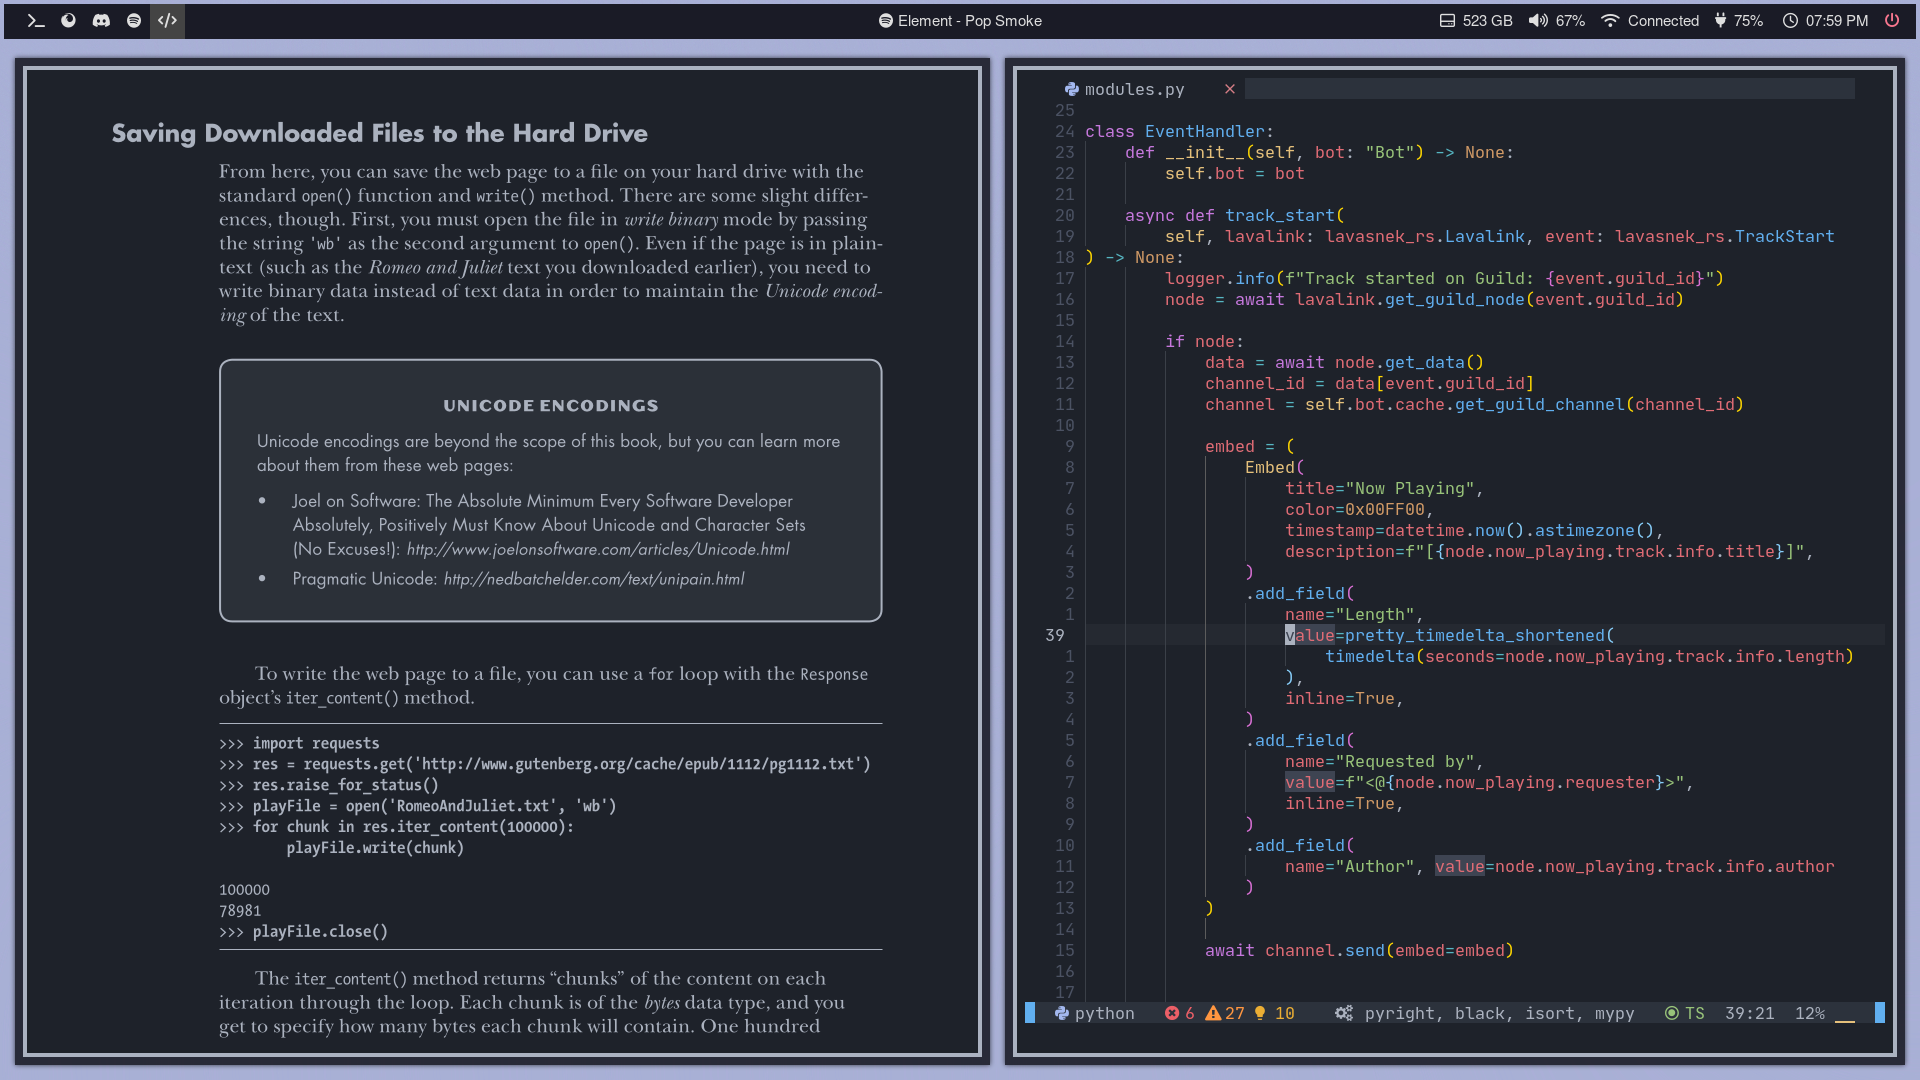 Element - Pop Smoke
523 GB 67% Connected 75% 07:59 PM
Saving Downloaded Files to the Hard Drive
From here, you can save the web page to a file on your hard drive with the
standard open() function and write() method. There are some slight differ-
ences, though. First, you must open the file in write binary mode by passing
the string 'wb' as the second argument to open(). Even if the page is in plain-
text (such as the Romeo and Juliet text you downloaded earlier), you need to
write binary data instead of text data in order to maintain the Unicode encod-
ing of the text.
UNICODE ENCODINGS
Unicode encodings are beyond the scope of this book, but you can learn more
about them from these web pages:
• Joel on Software: The Absolute Minimum Every Software Developer
Absolutely, Positively Must Know About Unicode and Character Sets
(No Excuses!): http://www.joelonsoftware.com/articles/Unicode.html
• Pragmatic Unicode: http://nedbatchelder.com/text/unipain.html
To write the web page to a file, you can use a for loop with the Response
object's iter_content() method.
>>> import requests
>>> res = requests.get('http://www.gutenberg.org/cache/epub/1112/pg1112.txt')
>>> res.raise_for_status()
>>> playFile = open('RomeoAndJuliet.txt', 'wb')
>>> for chunk in res.iter_content(100000):
playFile.write(chunk)
100000
78981
>>> playFile.close()
The iter_content() method returns “chunks” of the content on each
iteration through the loop. Each chunk is of the bytes data type, and you
get to specify how many bytes each chunk will contain. One hundred
modules.py
25
24 class EventHandler:
23 def __init__(self, bot: "Bot") -> None:
22 self.bot = bot
21
20 async def track_start(
19 self, lavalink: lavasnek_rs.Lavalink, event: lavasnek_rs.TrackStart
18 ) -> None:
17 logger.info(f"Track started on Guild: {event.guild_id}")
16 node = await lavalink.get_guild_node(event.guild_id)
15
14 if node:
13 data = await node.get_data()
12 channel_id = data[event.guild_id]
11 channel = self.bot.cache.get_guild_channel(channel_id)
10
9 embed = (
8 Embed(
7 title="Now Playing",
6 color=0x00FF00,
5 timestamp=datetime.now().astimezone(),
4 description=f"[{node.now_playing.track.info.title}]",
3 )
2 .add_field(
1 name="Length",
39 value=pretty_timedelta_shortened(
1 timedelta(seconds=node.now_playing.track.info.length)
2 ),
3 inline=True,
4 )
5 .add_field(
6 name="Requested by",
7 value=f"<@{node.now_playing.requester}>",
8 inline=True,
9 )
10 .add_field(
11 name="Author", value=node.now_playing.track.info.author
12 )
13 )
14
15 await channel.send(embed=embed)
16
17
python 6 27 10 pyright, black, isort, mypy TS 39:21 12%